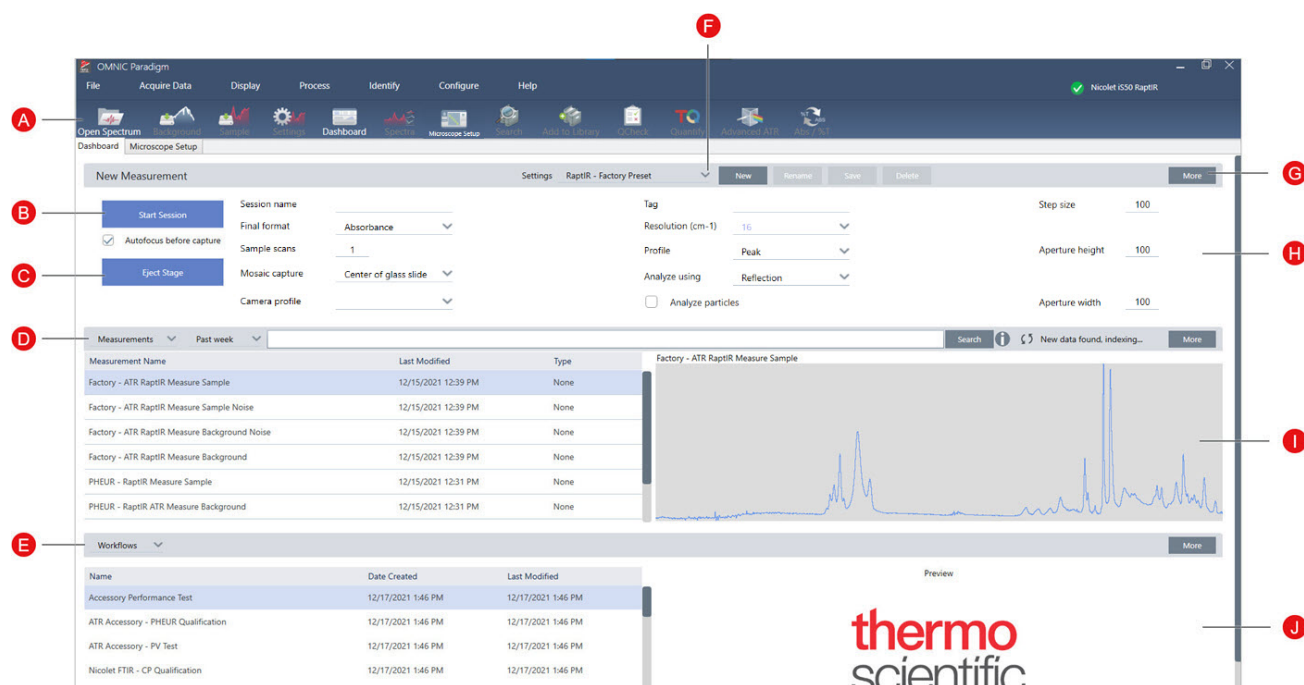 F
OMNIC Paradigm
File Acquire Data Display Process Identify Configure Help
Nicolet iS50 RaptIR
A
Open Spectrum Background Sample Settings Dashboard Spectra Microscope Setup Search Add to Library QCheck Quantify Advanced ATR Abs / %T
Dashboard Microscope Setup
New Measurement Settings RaptIR - Factory Preset New Rename Save Delete More
G
B
Start Session Session name Tag Step size 100
Autofocus before capture Final format Absorbance Resolution (cm-1) 16
Sample scans 1 Profile Peak Aperture height 100
H
C
Eject Stage Mosaic capture Center of glass slide Analyze using Reflection
Camera profile Analyze particles Aperture width 100
D
Measurements Past week Search New data found, indexing... More
Measurement Name Last Modified Type Factory - ATR RaptIR Measure Sample
Factory - ATR RaptIR Measure Sample 12/15/2021 12:39 PM None
Factory - ATR RaptIR Measure Sample Noise 12/15/2021 12:39 PM None
Factory - ATR RaptIR Measure Background Noise 12/15/2021 12:39 PM None
I
Factory - ATR RaptIR Measure Background 12/15/2021 12:39 PM None
PHEUR - RaptIR Measure Sample 12/15/2021 12:31 PM None
PHEUR - RaptIR ATR Measure Background 12/15/2021 12:31 PM None
E
Workflows More
Name Date Created Last Modified Preview
Accessory Performance Test 12/17/2021 1:46 PM 12/17/2021 1:46 PM
ATR Accessory - PHEUR Qualification 12/17/2021 1:46 PM 12/17/2021 1:46 PM
J
ATR Accessory - PV Test 12/17/2021 1:46 PM 12/17/2021 1:46 PM
Nicolet FTIR - CP Qualification 12/17/2021 1:46 PM 12/17/2021 1:46 PM
thermo
scientific